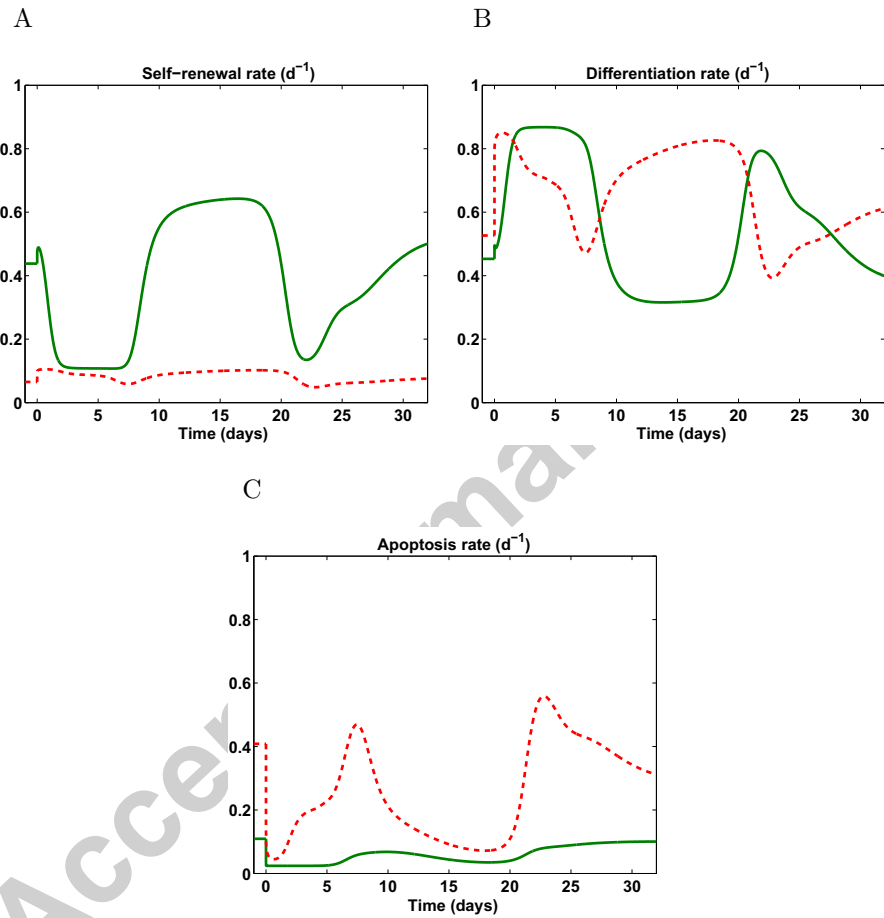 A
B
Self−renewal rate (d−1)
1
0.8
0.6
0.4
0.2
0
0 5 10 15 20 25 30
Time (days)
Differentiation rate (d−1)
1
0.8
0.6
0.4
0.2
0
0 5 10 15 20 25 30
Time (days)
C
Apoptosis rate (d−1)
1
0.8
0.6
0.4
0.2
0
0 5 10 15 20 25 30
Time (days)